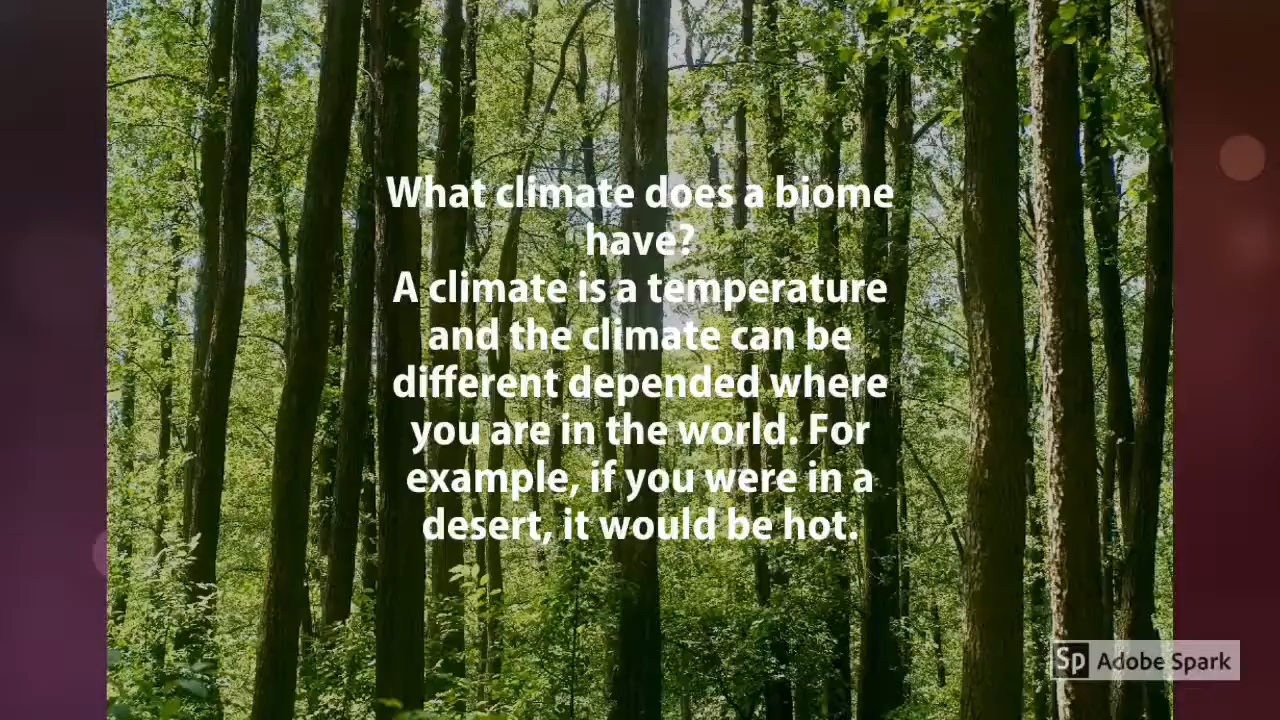 What climate does a biome
have?
A climate is a temperature
and the climate can be
different depended where
you are in the world. For
example, if you were in a
desert, it would be hot.
Sp Adobe Spark